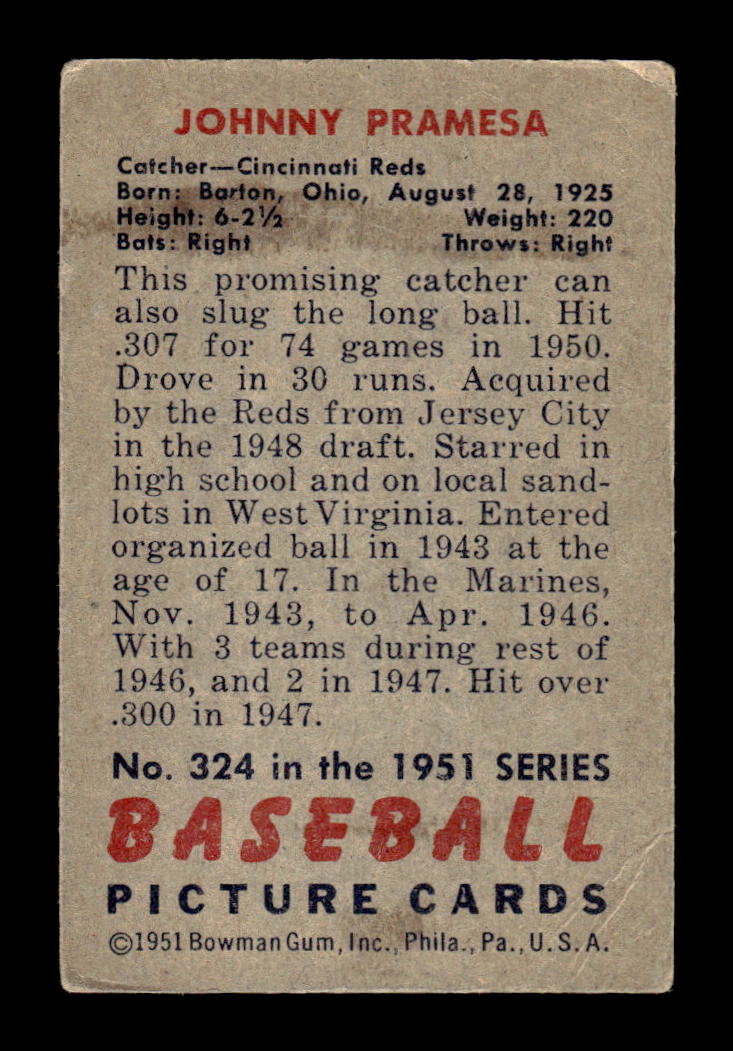 JOHNNY PRAMESA
Catcher—Cincinnati Reds
Born: Barton, Ohio, August 28, 1925
Height: 6-2½ Weight: 220
Bats: Right Throws: Right
This promising catcher can
also slug the long ball. Hit
.307 for 74 games in 1950.
Drove in 30 runs. Acquired
by the Reds from Jersey City
in the 1948 draft. Starred in
high school and on local sand-
lots in West Virginia. Entered
organized ball in 1943 at the
age of 17. In the Marines,
Nov. 1943, to Apr. 1946.
With 3 teams during rest of
1946, and 2 in 1947. Hit over
.300 in 1947.
No. 324 in the 1951 SERIES
BASEBALL
PICTURE CARDS
©1951 Bowman Gum, Inc., Phila., Pa., U.S.A.